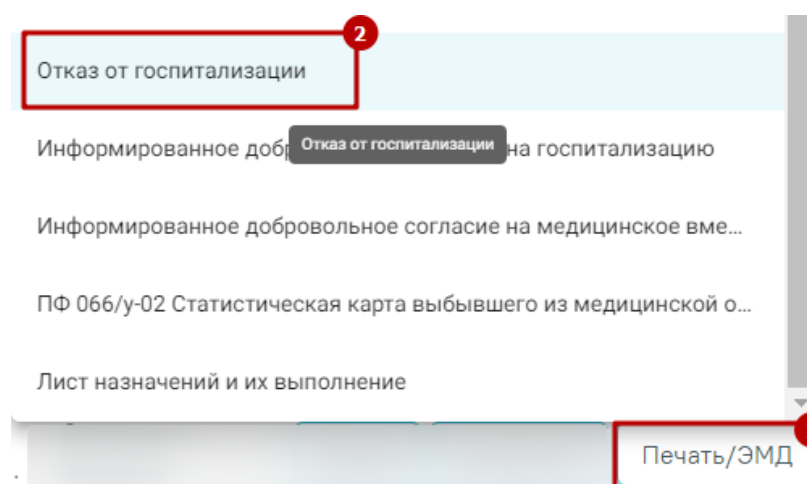 2
Отказ от госпитализации
Отказ от госпитализации
Информированное доб на госпитализацию
Информированное добровольное согласие на медицинское вме...
ПФ 066/у-02 Статистическая карта выбывшего из медицинской о...
Лист назначений и их выполнение
Печать/ЭМД